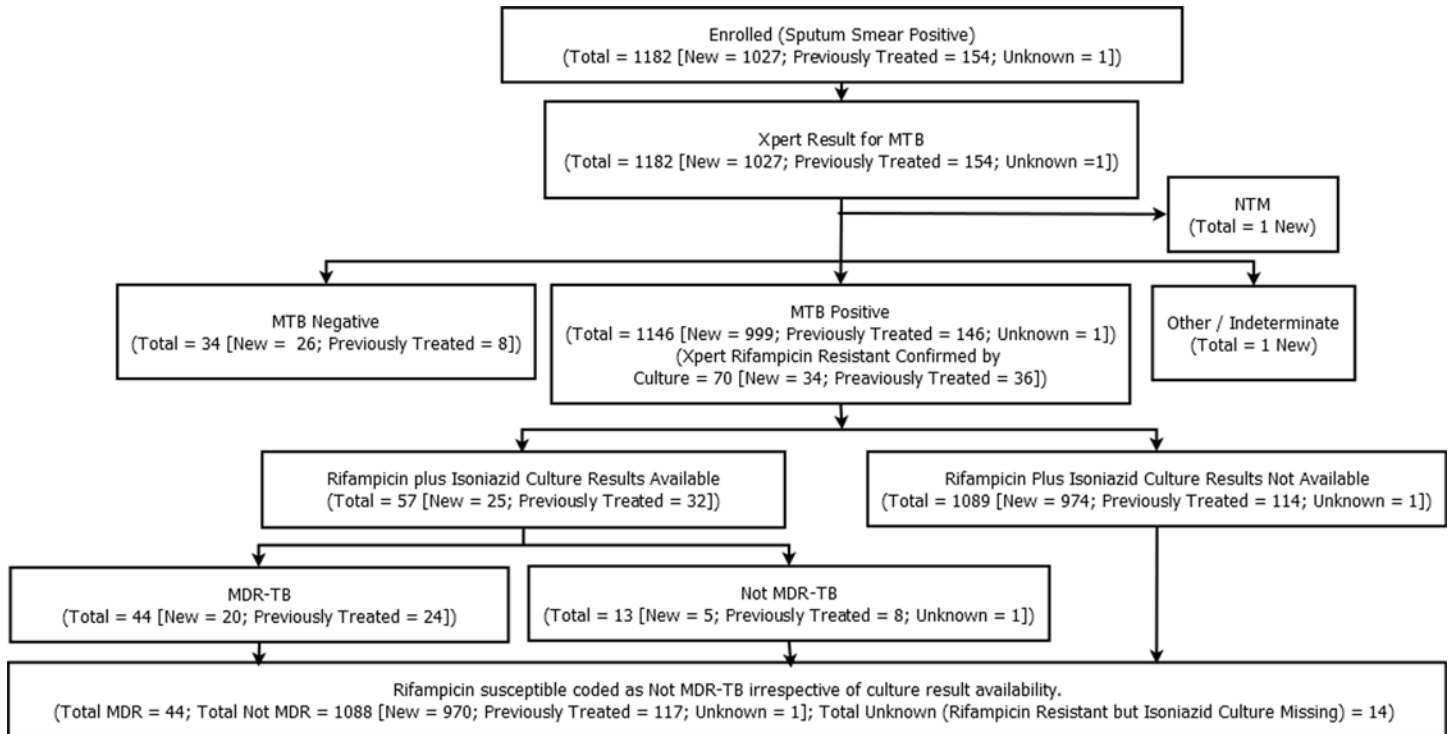 Enrolled (Sputum Smear Positive)
(Total = 1182 [New = 1027; Previously Treated = 154; Unknown = 1])
Xpert Result for MTB
(Total = 1182 [New = 1027; Previously Treated = 154; Unknown =1])
NTM
(Total = 1 New)
MTB Negative
(Total = 34 [New = 26; Previously Treated = 8])
MTB Positive
(Total = 1146 [New = 999; Previously Treated = 146; Unknown = 1])
(Xpert Rifampicin Resistant Confirmed by
Culture = 70 [New = 34; Preaviously Treated = 36])
Other / Indeterminate
(Total = 1 New)
Rifampicin plus Isoniazid Culture Results Available
(Total = 57 [New = 25; Previously Treated = 32])
Rifampicin Plus Isoniazid Culture Results Not Available
(Total = 1089 [New = 974; Previously Treated = 114; Unknown = 1])
MDR-TB
(Total = 44 [New = 20; Previously Treated = 24])
Not MDR-TB
(Total = 13 [New = 5; Previously Treated = 8; Unknown = 1])
Rifampicin susceptible coded as Not MDR-TB irrespective of culture result availability.
(Total MDR = 44; Total Not MDR = 1088 [New = 970; Previously Treated = 117; Unknown = 1]; Total Unknown (Rifampicin Resistant but Isoniazid Culture Missing) = 14)